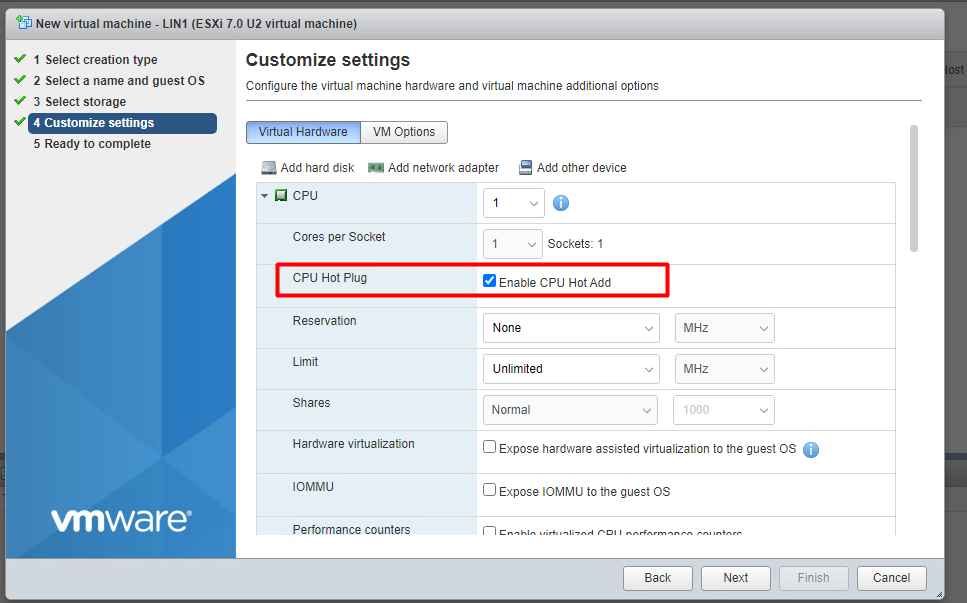 New virtual machine - LIN1 (ESXi 7.0 U2 virtual machine)
1 Select creation type
2 Select a name and guest OS
3 Select storage
4 Customize settings
5 Ready to complete
vmware®
Customize settings
Configure the virtual machine hardware and virtual machine additional options
Virtual Hardware VM Options
Add hard disk Add network adapter Add other device
CPU 1
Cores per Socket 1 Sockets: 1
CPU Hot Plug Enable CPU Hot Add
Reservation None MHz
Limit Unlimited MHz
Shares Normal 1000
Hardware virtualization Expose hardware assisted virtualization to the guest OS
IOMMU Expose IOMMU to the guest OS
Performance counters Enable virtualized CPU performance counters
Back Next Finish Cancel